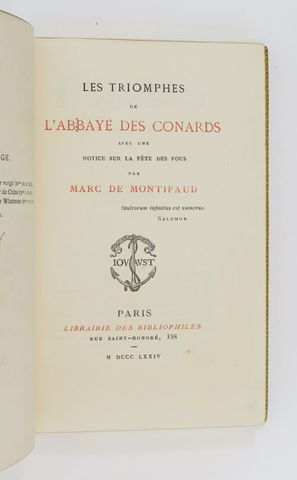 GE.
LES TRIOMPHES
DE
L'ABBAYE DES CONARDS
AVEC UNE
NOTICE SUR LA FÊTE DES FOUS
PAR
MARC DE MONTIFAUD
Stultorum infinitus est numerus.
SALOMON.
IOVAVST
PARIS
LIBRAIRIE DES BIBLIOPHILES
RUE SAINT-HONORÉ, 338
M DCCC LXXIV